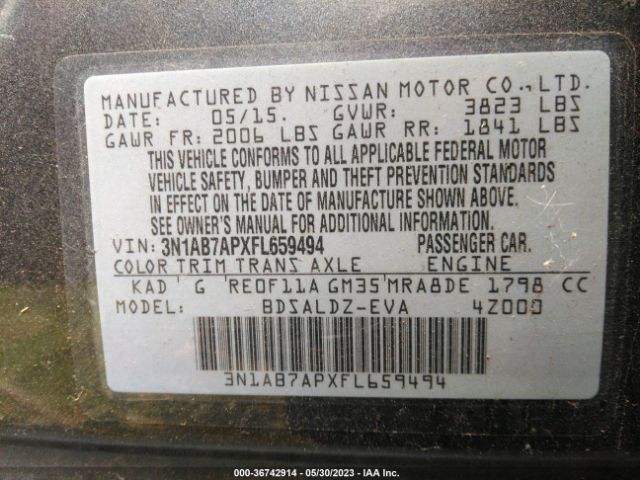 MANUFACTURED BY NISSAN MOTOR CO., LTD.
DATE: 05/15. GVWR: 3823 LBS
GAWR FR: 2006 LBS GAWR RR: 1841 LBS
THIS VEHICLE CONFORMS TO ALL APPLICABLE FEDERAL MOTOR
VEHICLE SAFETY, BUMPER AND THEFT PREVENTION STANDARDS
IN EFFECT ON THE DATE OF MANUFACTURE SHOWN ABOVE.
SEE OWNER'S MANUAL FOR ADDITIONAL INFORMATION.
VIN: 3N1AB7APXFL659494 PASSENGER CAR.
COLOR TRIM TRANS AXLE ENGINE
KAD G RE0F11A GM35 MRA8DE 1798 CC
MODEL: BDSALDZ-EVA 4Z000
3N1AB7APXFL659494
000-36742914 - 05/30/2023 - IAA Inc.